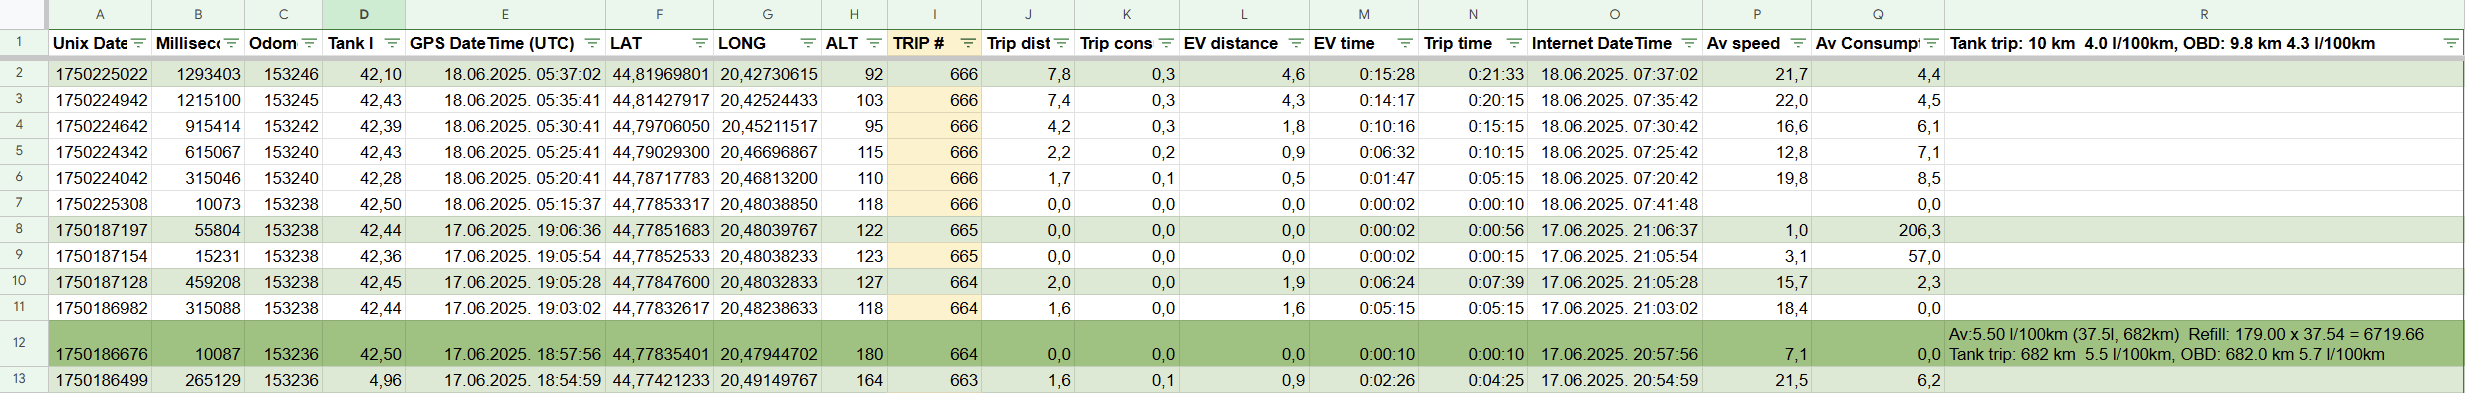 A B C D E F G H I J K L M N O P Q R
1 Unix Date Millisec Odom Tank l GPS DateTime (UTC) LAT LONG ALT TRIP # Trip dist Trip cons EV distance EV time Trip time Internet DateTime Av speed Av Consumpt Tank trip: 10 km 4.0 l/100km, OBD: 9.8 km 4.3 l/100km
2 1750225022 1293403 153246 42,10 18.06.2025. 05:37:02 44,81969801 20,42730615 92 666 7,8 0,3 4,6 0:15:28 0:21:33 18.06.2025. 07:37:02 21,7 4,4
3 1750224942 1215100 153245 42,43 18.06.2025. 05:35:41 44,81427917 20,42524433 103 666 7,4 0,3 4,3 0:14:17 0:20:15 18.06.2025. 07:35:42 22,0 4,5
4 1750224642 915414 153242 42,39 18.06.2025. 05:30:41 44,79706050 20,45211517 95 666 4,2 0,3 1,8 0:10:16 0:15:15 18.06.2025. 07:30:42 16,6 6,1
5 1750224342 615067 153240 42,43 18.06.2025. 05:25:41 44,79029300 20,46696867 115 666 2,2 0,2 0,9 0:06:32 0:10:15 18.06.2025. 07:25:42 12,8 7,1
6 1750224042 315046 153240 42,28 18.06.2025. 05:20:41 44,78717783 20,46813200 110 666 1,7 0,1 0,5 0:01:47 0:05:15 18.06.2025. 07:20:42 19,8 8,5
7 1750225308 10073 153238 42,50 18.06.2025. 05:15:37 44,77853317 20,48038850 118 666 0,0 0,0 0,0 0:00:02 0:00:10 18.06.2025. 07:41:48 0,0
8 1750187197 55804 153238 42,44 17.06.2025. 19:06:36 44,77851683 20,48039767 122 665 0,0 0,0 0,0 0:00:02 0:00:56 17.06.2025. 21:06:37 1,0 206,3
9 1750187154 15231 153238 42,36 17.06.2025. 19:05:54 44,77852533 20,48038233 123 665 0,0 0,0 0,0 0:00:02 0:00:15 17.06.2025. 21:05:54 3,1 57,0
10 1750187128 459208 153238 42,45 17.06.2025. 19:05:28 44,77847600 20,48032833 127 664 2,0 0,0 1,9 0:06:24 0:07:39 17.06.2025. 21:05:28 15,7 2,3
11 1750186982 315088 153238 42,44 17.06.2025. 19:03:02 44,77832617 20,48238633 118 664 1,6 0,0 1,6 0:05:15 0:05:15 17.06.2025. 21:03:02 18,4 0,0
Av:5.50 l/100km (37.5l, 682km) Refill: 179.00 x 37.54 = 6719.66
12 1750186676 10087 153236 42,50 17.06.2025. 18:57:56 44,77835401 20,47944702 180 664 0,0 0,0 0,0 0:00:10 0:00:10 17.06.2025. 20:57:56 7,1 0,0 Tank trip: 682 km 5.5 l/100km, OBD: 682.0 km 5.7 l/100km
13 1750186499 265129 153236 4,96 17.06.2025. 18:54:59 44,77421233 20,49149767 164 663 1,6 0,1 0,9 0:02:26 0:04:25 17.06.2025. 20:54:59 21,5 6,2